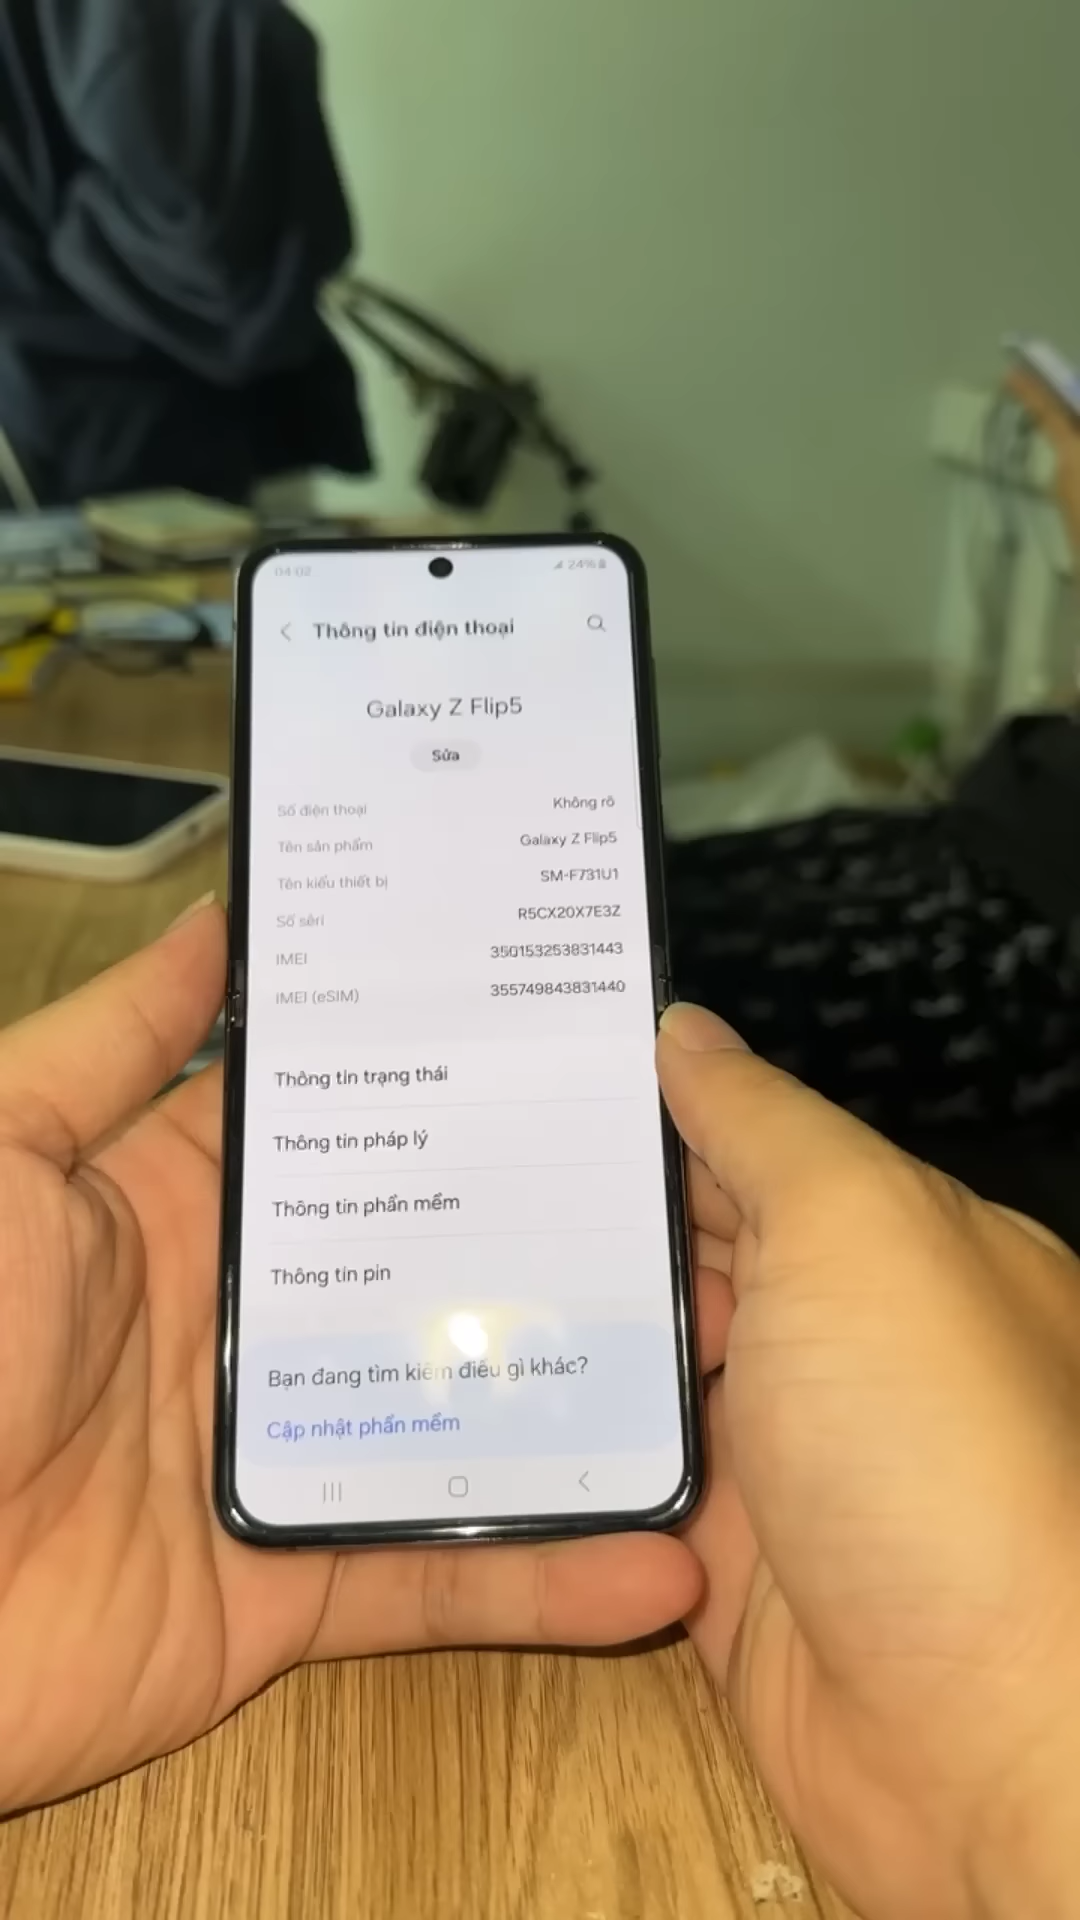 04:02
24%
Thông tin điện thoại
Galaxy Z Flip5
Sửa
Số điện thoại Không rõ
Tên sản phẩm Galaxy Z Flip5
Tên kiểu thiết bị SM-F731U1
Số sêri R5CX20X7E3Z
IMEI 350153253831443
IMEI (eSIM) 355749843831440
Thông tin trạng thái
Thông tin pháp lý
Thông tin phần mềm
Thông tin pin
Bạn đang tìm kiếm điều gì khác?
Cập nhật phần mềm